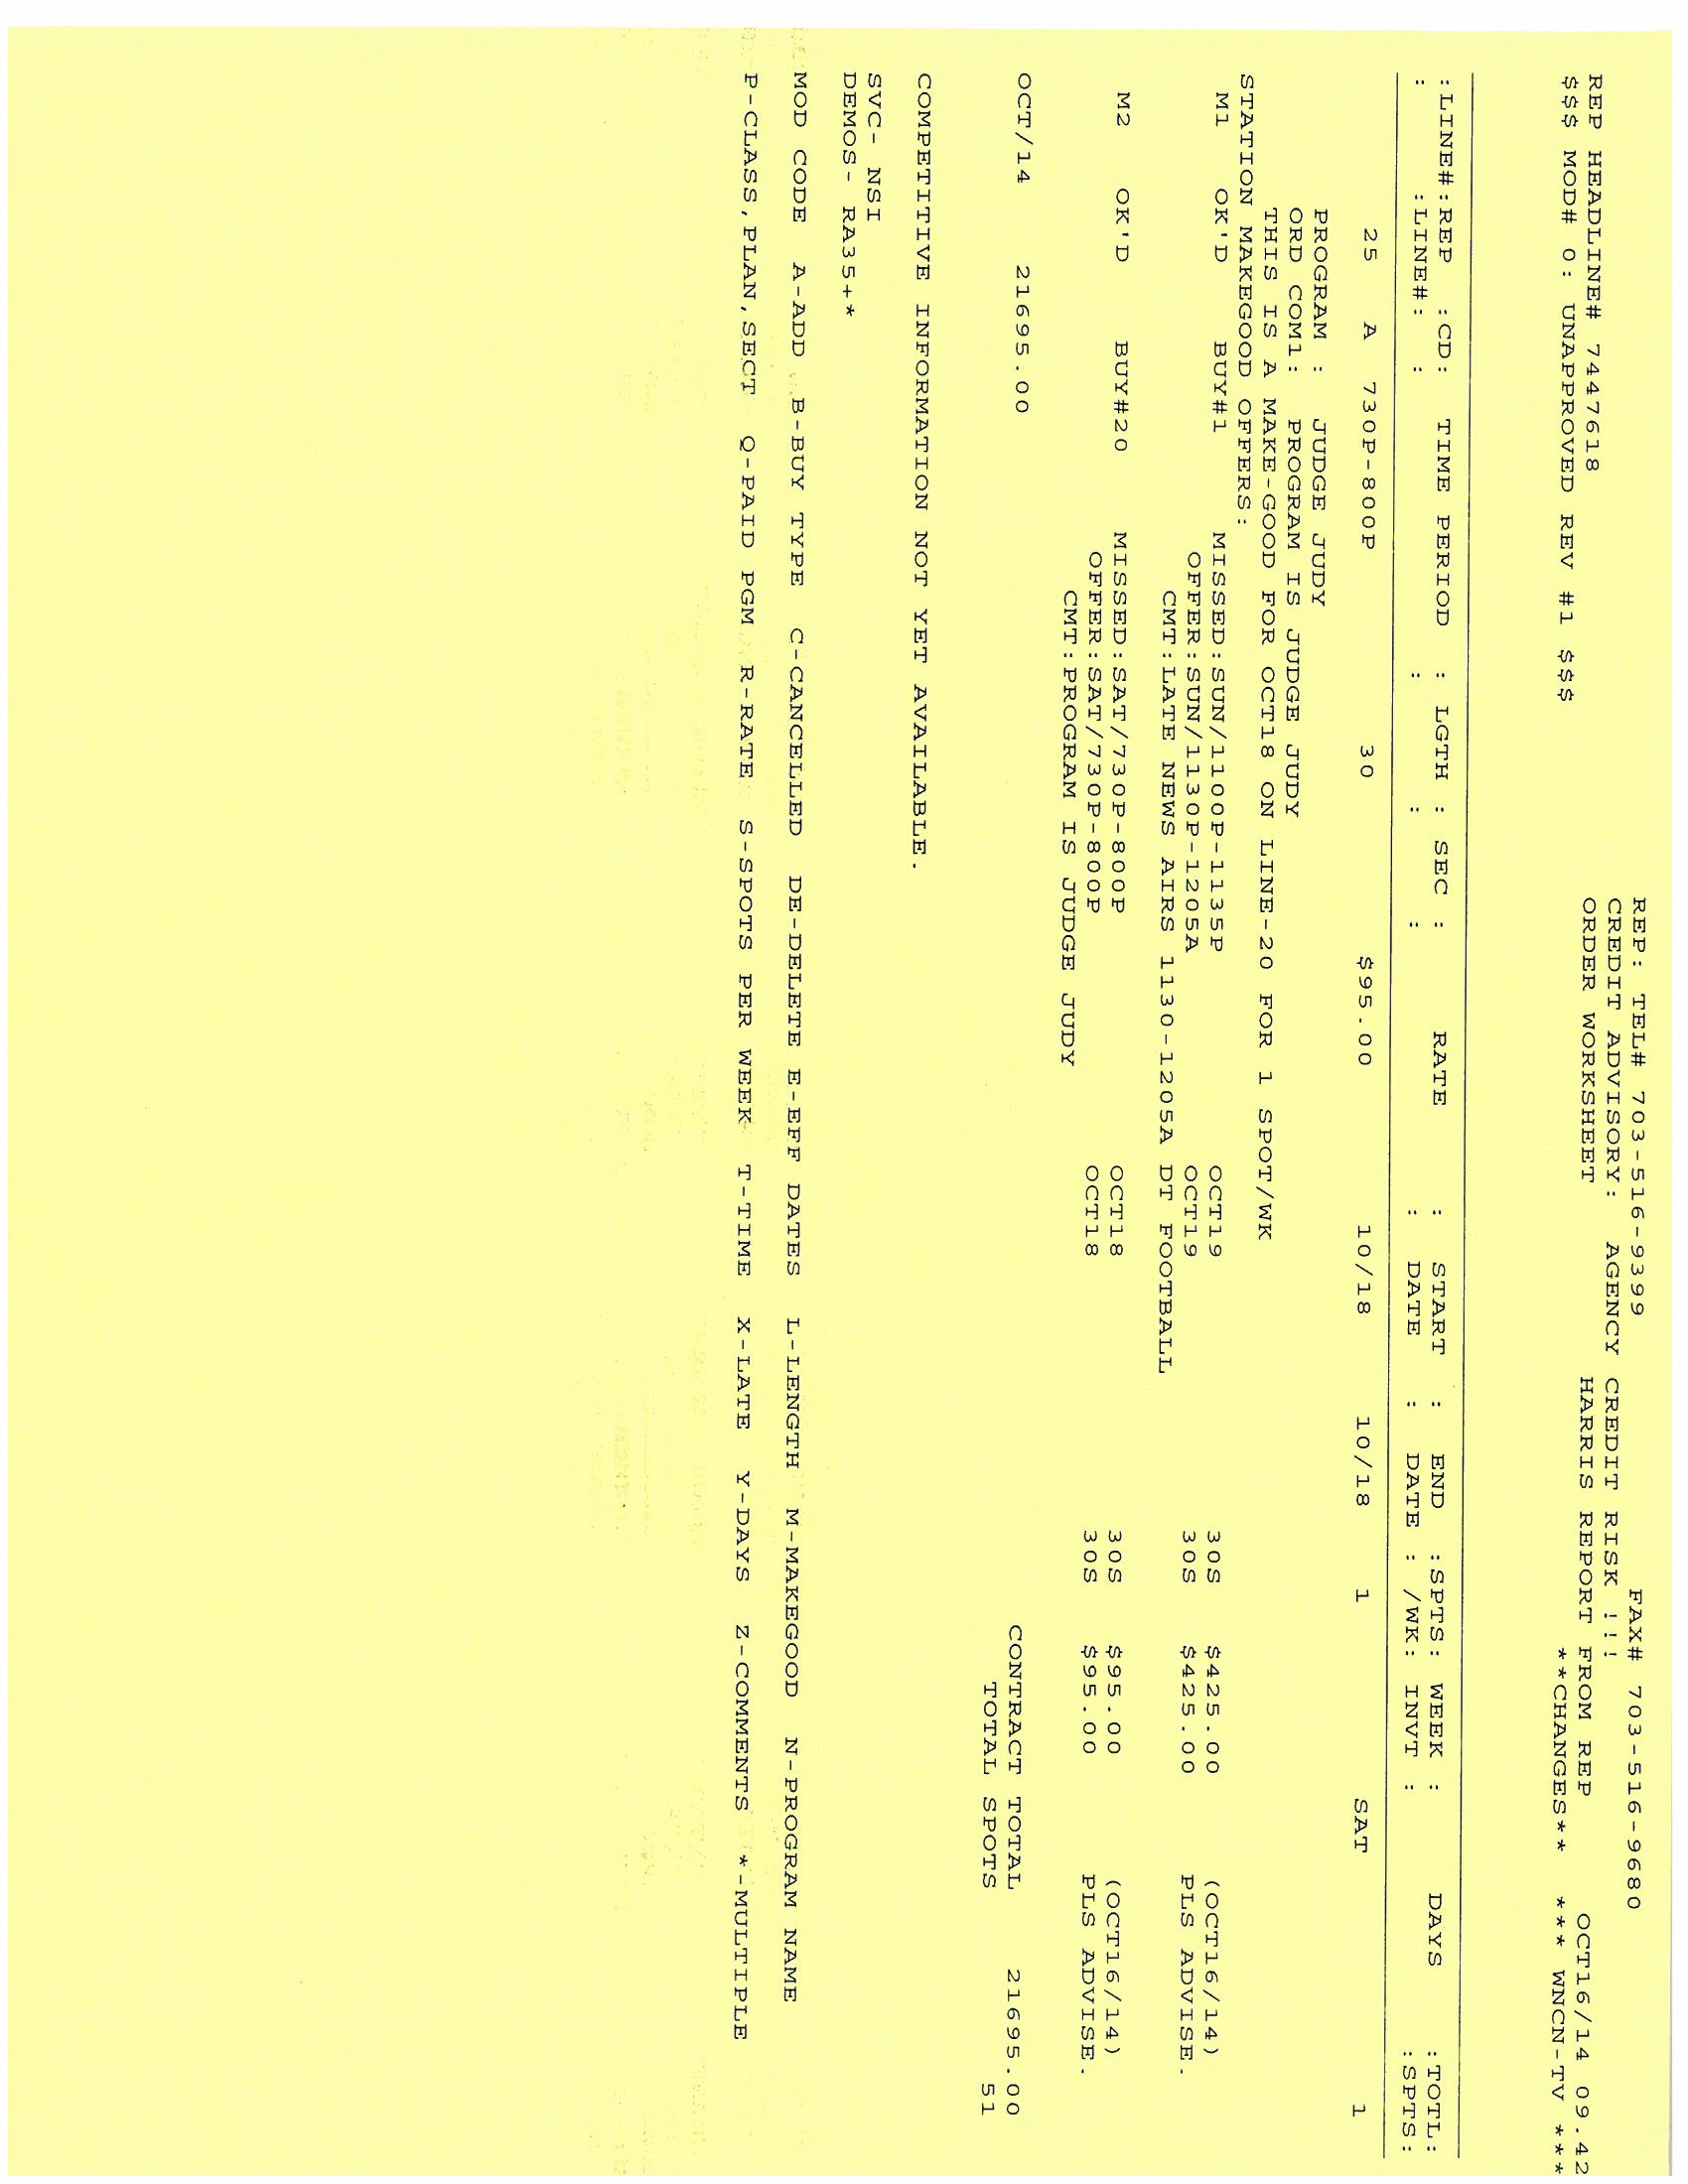 REP: TEL# 703-516-9399 FAX# 703-516-9680
CREDIT ADVISORY: AGENCY CREDIT RISK !!!
REP HEADLINE# 7447618 ORDER WORKSHEET HARRIS REPORT FROM REP OCT16/14 09.42
$$$ MOD# 0: UNAPPROVED REV #1 $$$ **CHANGES** *** WNCN-TV ***
:LINE#:REP :CD: TIME PERIOD : LGTH : SEC : RATE : START : END :SPTS: WEEK : DAYS :TOTL:
: :LINE#: : : : : : DATE : DATE : /WK: INVT : :SPTS:
25 A 730P-800P 30 $95.00 10/18 10/18 1 SAT 1
PROGRAM : JUDGE JUDY
ORD COM1: PROGRAM IS JUDGE JUDY
THIS IS A MAKE-GOOD FOR OCT18 ON LINE-20 FOR 1 SPOT/WK
STATION MAKEGOOD OFFERS:
M1 OK'D BUY#1 MISSED:SUN/1100P-1135P OCT19 30S $425.00 (OCT16/14)
OFFER:SUN/1130P-1205A OCT19 30S $425.00 PLS ADVISE.
CMT:LATE NEWS AIRS 1130-1205A DT FOOTBALL
M2 OK'D BUY#20 MISSED:SAT/730P-800P OCT18 30S $95.00 (OCT16/14)
OFFER:SAT/730P-800P OCT18 30S $95.00 PLS ADVISE.
CMT:PROGRAM IS JUDGE JUDY
OCT/14 21695.00 CONTRACT TOTAL 21695.00
TOTAL SPOTS 51
COMPETITIVE INFORMATION NOT YET AVAILABLE.
SVC- NSI
DEMOS- RA35+*
MOD CODE A-ADD B-BUY TYPE C-CANCELLED DE-DELETE E-EFF DATES L-LENGTH M-MAKEGOOD N-PROGRAM NAME
P-CLASS,PLAN,SECT Q-PAID PGM R-RATE S-SPOTS PER WEEK T-TIME X-LATE Y-DAYS Z-COMMENTS *-MULTIPLE